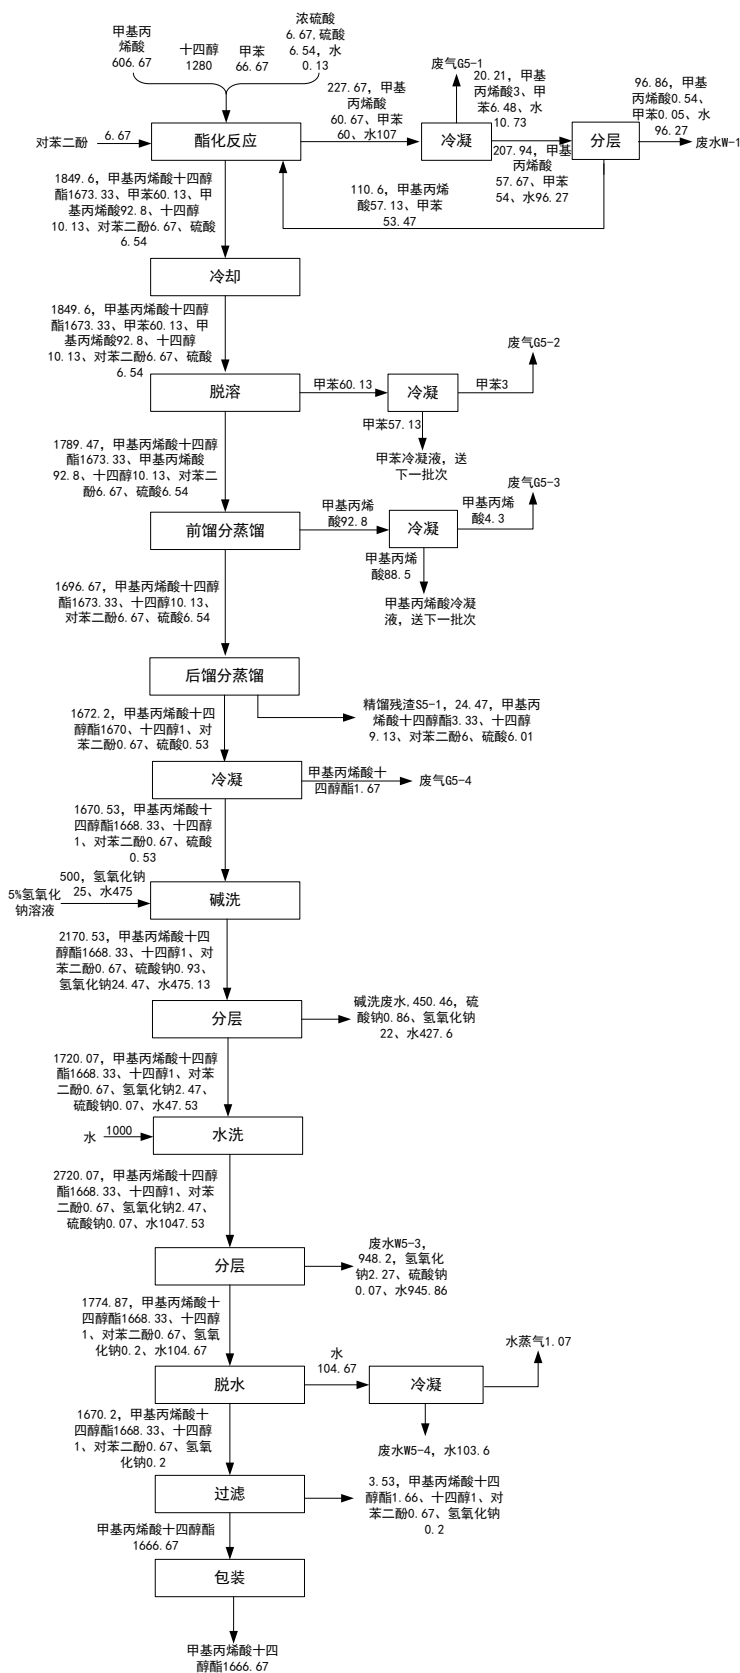 甲基丙
烯酸
606.67
十四醇
1280
甲苯
66.67
浓硫酸
6.67,硫酸
6.54,水
0.13
对苯二酚
6.67
酯化反应
227.67,甲基
丙烯酸
60.67、甲苯
60、水107
冷凝
废气G5-1
20.21,甲基
丙烯酸3、甲
苯6.48、水
10.73
207.94,甲基
丙烯酸
57.67、甲苯
54、水96.27
分层
96.86,甲基
丙烯酸0.54、
甲苯0.05、水
96.27
废水W-1
110.6,甲基丙烯
酸57.13、甲苯
53.47
1849.6,甲基丙烯酸十四醇
酯1673.33、甲苯60.13、甲
基丙烯酸92.8、十四醇
10.13、对苯二酚6.67、硫酸
6.54
冷却
1849.6,甲基丙烯酸十四醇
酯1673.33、甲苯60.13、甲
基丙烯酸92.8、十四醇
10.13、对苯二酚6.67、硫酸
6.54
脱溶
甲苯60.13
冷凝
甲苯3
废气G5-2
甲苯57.13
甲苯冷凝液,送
下一批次
1789.47,甲基丙烯酸十四醇
酯1673.33、甲基丙烯酸
92.8、十四醇10.13、对苯二
酚6.67、硫酸6.54
前馏分蒸馏
甲基丙烯
酸92.8
冷凝
甲基丙烯
酸4.3
废气G5-3
甲基丙烯
酸88.5
甲基丙烯酸冷凝
液,送下一批次
1696.67,甲基丙烯酸十四醇
酯1673.33、十四醇10.13、
对苯二酚6.67、硫酸6.54
后馏分蒸馏
精馏残渣S5-1,24.47,甲基丙
烯酸十四醇酯3.33、十四醇
9.13、对苯二酚6、硫酸6.01
1672.2,甲基丙烯酸十四
醇酯1670、十四醇1、对
苯二酚0.67、硫酸0.53
冷凝
甲基丙烯酸十
四醇酯1.67
废气G5-4
1670.53,甲基丙烯酸十
四醇酯1668.33、十四醇
1、对苯二酚0.67、硫酸
0.53
5%氢氧化
钠溶液
500,氢氧化钠
25、水475
碱洗
2170.53,甲基丙烯酸十四
醇酯1668.33、十四醇1、对
苯二酚0.67、硫酸钠0.93、
氢氧化钠24.47、水475.13
分层
碱洗废水,450.46,硫
酸钠0.86、氢氧化钠
22、水427.6
1720.07,甲基丙烯酸十四醇
酯1668.33、十四醇1、对苯
二酚0.67、氢氧化钠2.47、
硫酸钠0.07、水47.53
水
1000
水洗
2720.07,甲基丙烯酸十四醇
酯1668.33、十四醇1、对苯
二酚0.67、氢氧化钠2.47、
硫酸钠0.07、水1047.53
分层
废水W5-3,
948.2,氢氧化
钠2.27、硫酸钠
0.07、水945.86
1774.87,甲基丙烯酸十
四醇酯1668.33、十四醇
1、对苯二酚0.67、氢氧
化钠0.2、水104.67
脱水
水
104.67
冷凝
水蒸气1.07
废水W5-4,水103.6
1670.2,甲基丙烯酸十
四醇酯1668.33、十四醇
1、对苯二酚0.67、氢氧
化钠0.2
过滤
3.53,甲基丙烯酸十四
醇酯1.66、十四醇1、对
苯二酚0.67、氢氧化钠
0.2
甲基丙烯酸十四醇酯
1666.67
包装
甲基丙烯酸十四
醇酯1666.67